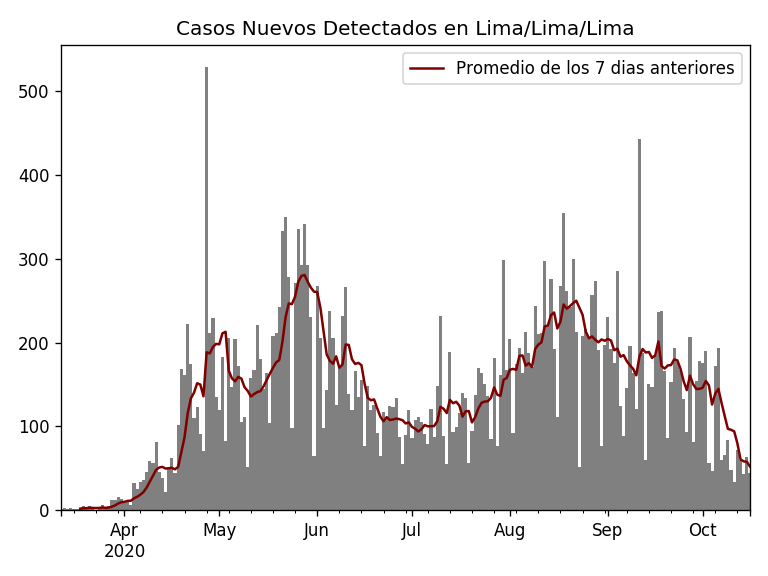 Casos Nuevos Detectados en Lima/Lima/Lima
Promedio de los 7 dias anteriores
500
400
300
200
100
0
Apr May Jun Jul Aug Sep Oct
2020